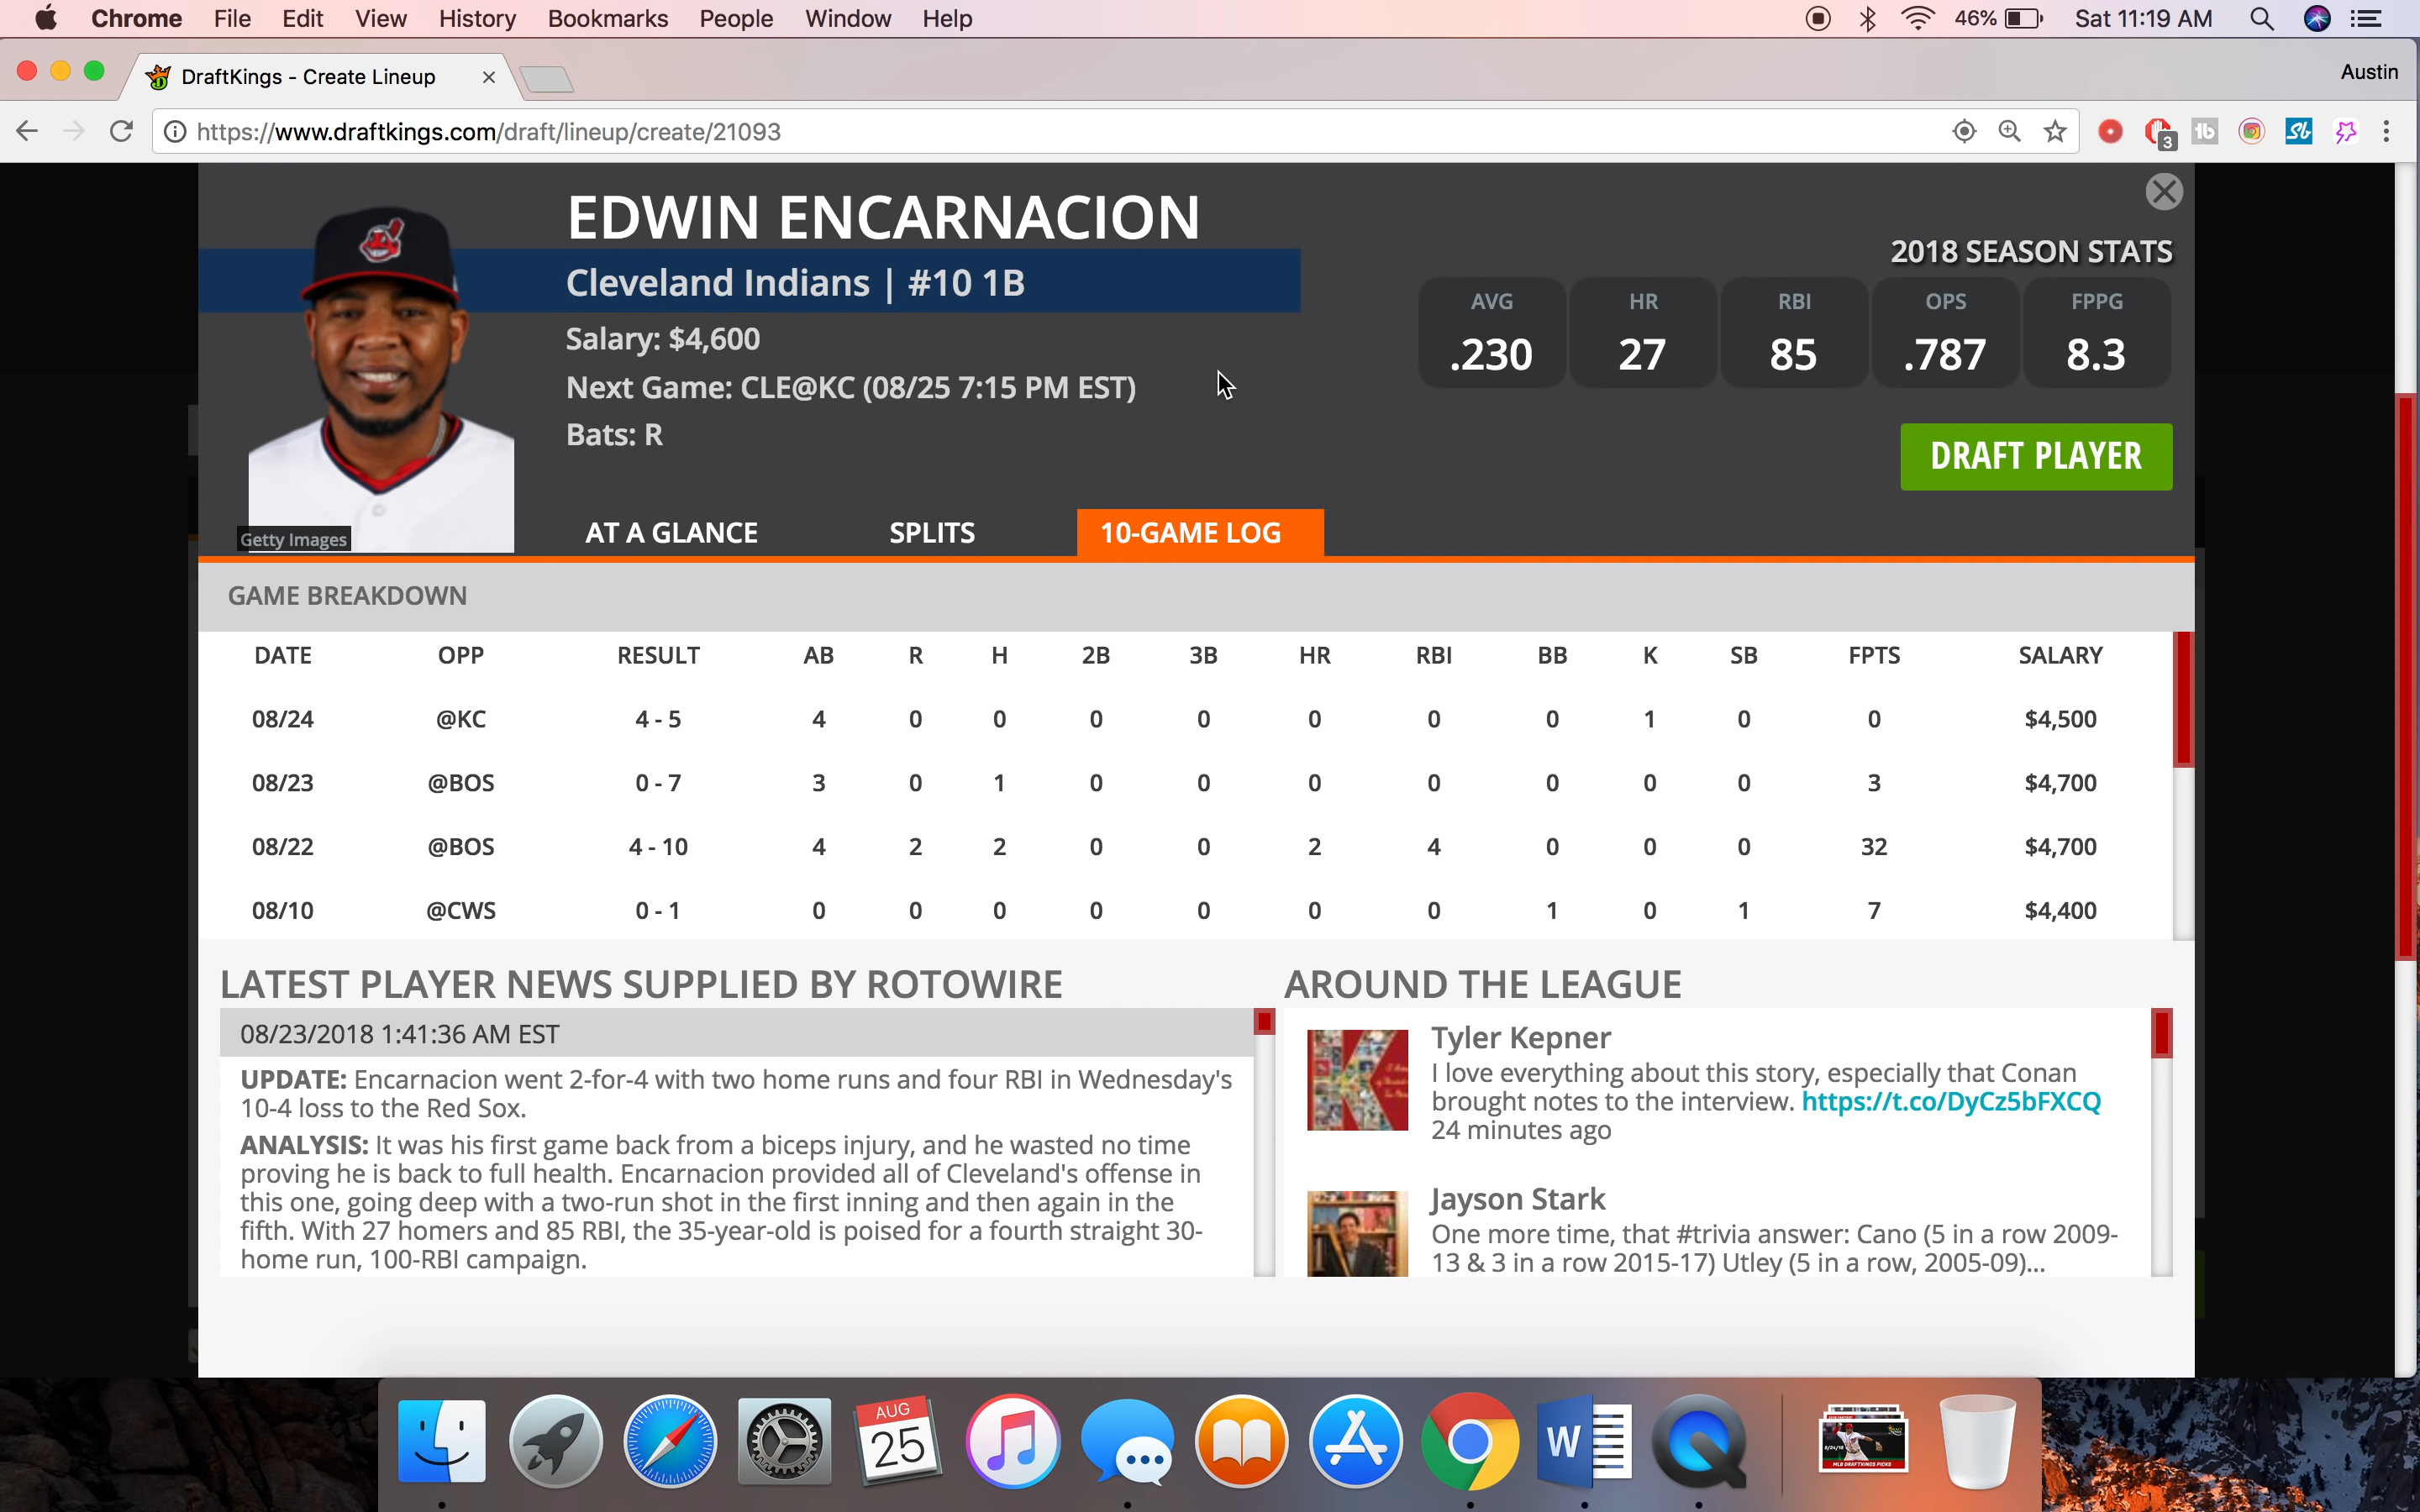 Chrome File Edit View History Bookmarks People Window Help 46% Sat 11:19 AM
DraftKings - Create Lineup Austin
https://www.draftkings.com/draft/lineup/create/21093 3 tb Sb
EDWIN ENCARNACION
Cleveland Indians | #10 1B
Salary: $4,600
Next Game: CLE@KC (08/25 7:15 PM EST)
Bats: R
Getty Images
2018 SEASON STATS
AVG HR RBI OPS FPPG
.230 27 85 .787 8.3
DRAFT PLAYER
AT A GLANCE SPLITS 10-GAME LOG
GAME BREAKDOWN
DATE OPP RESULT AB R H 2B 3B HR RBI BB K SB FPTS SALARY
08/24 @KC 4 - 5 4 0 0 0 0 0 0 0 1 0 0 $4,500
08/23 @BOS 0 - 7 3 0 1 0 0 0 0 0 0 0 3 $4,700
08/22 @BOS 4 - 10 4 2 2 0 0 2 4 0 0 0 32 $4,700
08/10 @CWS 0 - 1 0 0 0 0 0 0 0 1 0 1 7 $4,400
LATEST PLAYER NEWS SUPPLIED BY ROTOWIRE
08/23/2018 1:41:36 AM EST
UPDATE: Encarnacion went 2-for-4 with two home runs and four RBI in Wednesday's
10-4 loss to the Red Sox.
ANALYSIS: It was his first game back from a biceps injury, and he wasted no time
proving he is back to full health. Encarnacion provided all of Cleveland's offense in
this one, going deep with a two-run shot in the first inning and then again in the
fifth. With 27 homers and 85 RBI, the 35-year-old is poised for a fourth straight 30-
home run, 100-RBI campaign.
AROUND THE LEAGUE
Tyler Kepner
I love everything about this story, especially that Conan
brought notes to the interview. https://t.co/DyCz5bFXCQ
24 minutes ago
Jayson Stark
One more time, that #trivia answer: Cano (5 in a row 2009-
13 & 3 in a row 2015-17) Utley (5 in a row, 2005-09)...
AUG
25
W
MLB DRAFTKINGS PICKS